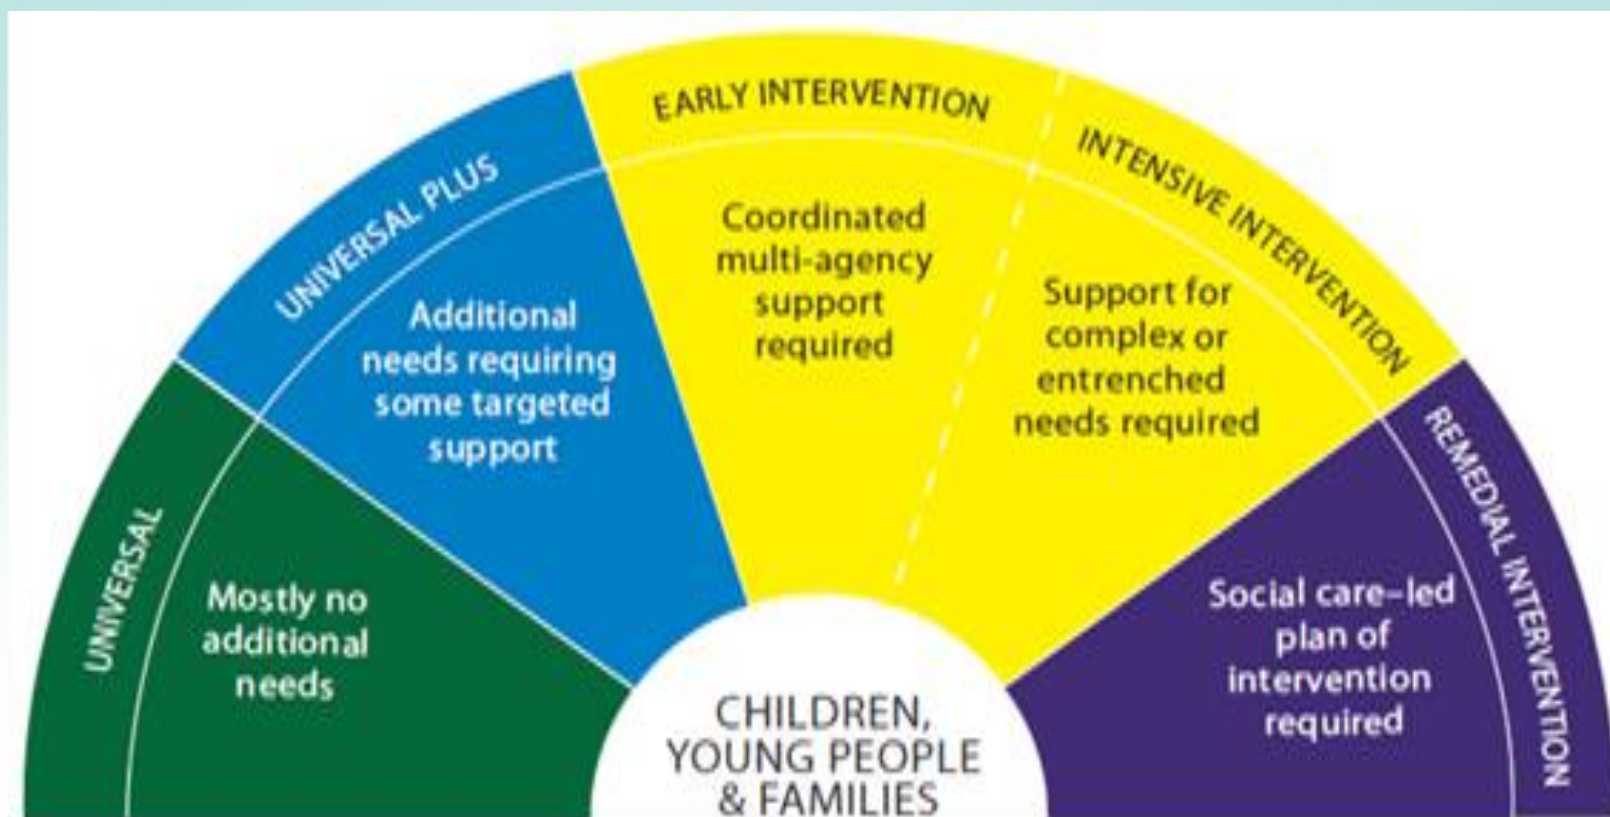 UNIVERSAL
Mostly no
additional
needs
UNIVERSAL PLUS
Additional
needs requiring
some targeted
support
EARLY INTERVENTION
Coordinated
multi-agency
support
required
INTENSIVE INTERVENTION
Support for
complex or
entrenched
needs required
REMEDIAL INTERVENTION
Social care–led
plan of
intervention
required
CHILDREN,
YOUNG PEOPLE
& FAMILIES